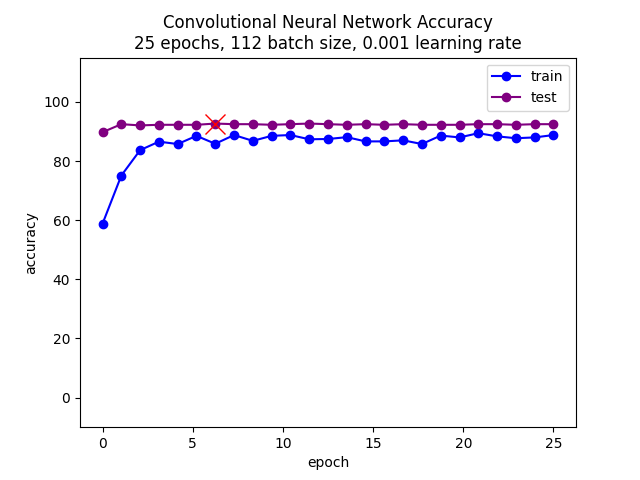 Convolutional Neural Network Accuracy
25 epochs, 112 batch size, 0.001 learning rate
train
test
100
80
60
40
20
0
accuracy
0 5 10 15 20 25
epoch